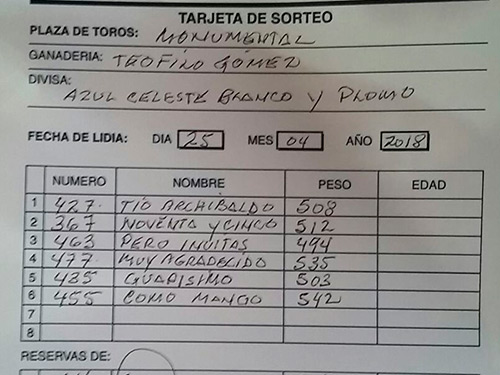 TARJETA DE SORTEO
PLAZA DE TOROS: MONUMENTAL
GANADERIA: TEOFILO GÓMEZ
DIVISA:
AZUL CELESTE BLANCO Y PLOMO
FECHA DE LIDIA: DIA 25 MES 04 AÑO 2018
NUMERO NOMBRE PESO EDAD
1 427 TIO ARCHIBALDO 508
2 367 NOVENTA Y CINCO 512
3 463 PERO INVITAS 494
4 477 MUY AGRADECIDO 535
5 435 GUAPISIMO 503
6 455 COMO MANGO 542
7
8
RESERVAS DE: